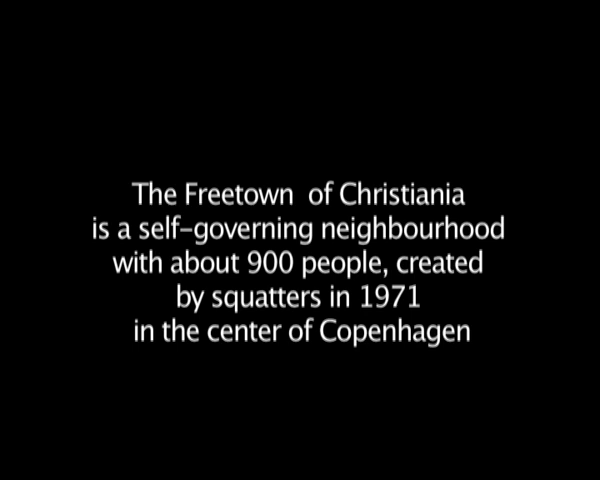 The Freetown  of Christiania
is a self-governing neighbourhood
with about 900 people, created
by squatters in 1971
in the center of Copenhagen